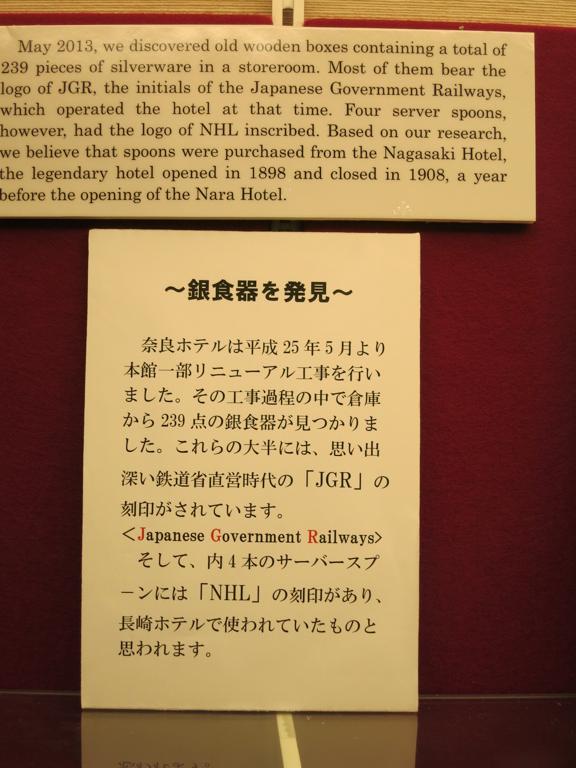 May 2013, we discovered old wooden boxes containing a total of
239 pieces of silverware in a storeroom. Most of them bear the
logo of JGR, the initials of the Japanese Government Railways,
which operated the hotel at that time. Four server spoons,
however, had the logo of NHL inscribed. Based on our research,
we believe that spoons were purchased from the Nagasaki Hotel,
the legendary hotel opened in 1898 and closed in 1908, a year
before the opening of the Nara Hotel.
～銀食器を発見～
奈良ホテルは平成 25 年 5 月より
本館一部リニューアル工事を行い
ました。その工事過程の中で倉庫
から 239 点の銀食器が見つかりま
した。これらの大半には、思い出
深い鉄道省直営時代の「JGR」の
刻印がされています。
<Japanese Government Railways>
そして、内 4 本のサーバースプ
ーンには「NHL」の刻印があり、
長崎ホテルで使われていたものと
思われます。